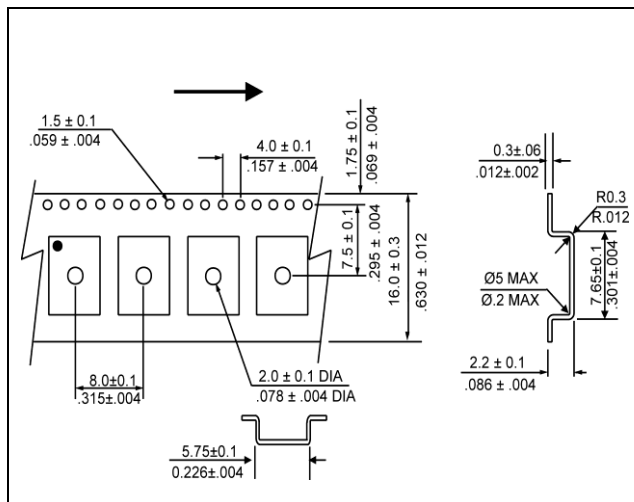 1.5 ± 0.1
.059 ± .004
4.0 ± 0.1
.157 ± .004
1.75 ± 0.1
.069 ± .004
7.5 ± 0.1
.295 ± .004
16.0 ± 0.3
.630 ± .012
8.0±0.1
.315±.004
2.0 ± 0.1 DIA
.078 ± .004 DIA
5.75±0.1
0.226±.004
0.3±.06
.012±.002
R0.3
R.012
Ø5 MAX
Ø.2 MAX
7.65±0.1
.301±.004
2.2 ± 0.1
.086 ± .004